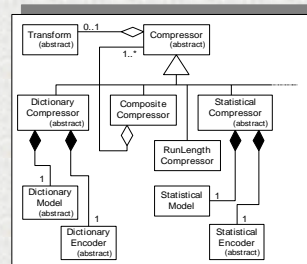 Transform
(abstract)
0..1
Compressor
(abstract)
1..*
Dictionary
Compressor
(abstract)
Composite
Compressor
Statistical
Compressor
(abstract)
RunLength
Compressor
1
Dictionary
Model
(abstract)
1
Dictionary
Encoder
(abstract)
Statistical
Model
1
1
Statistical
Encoder
(abstract)